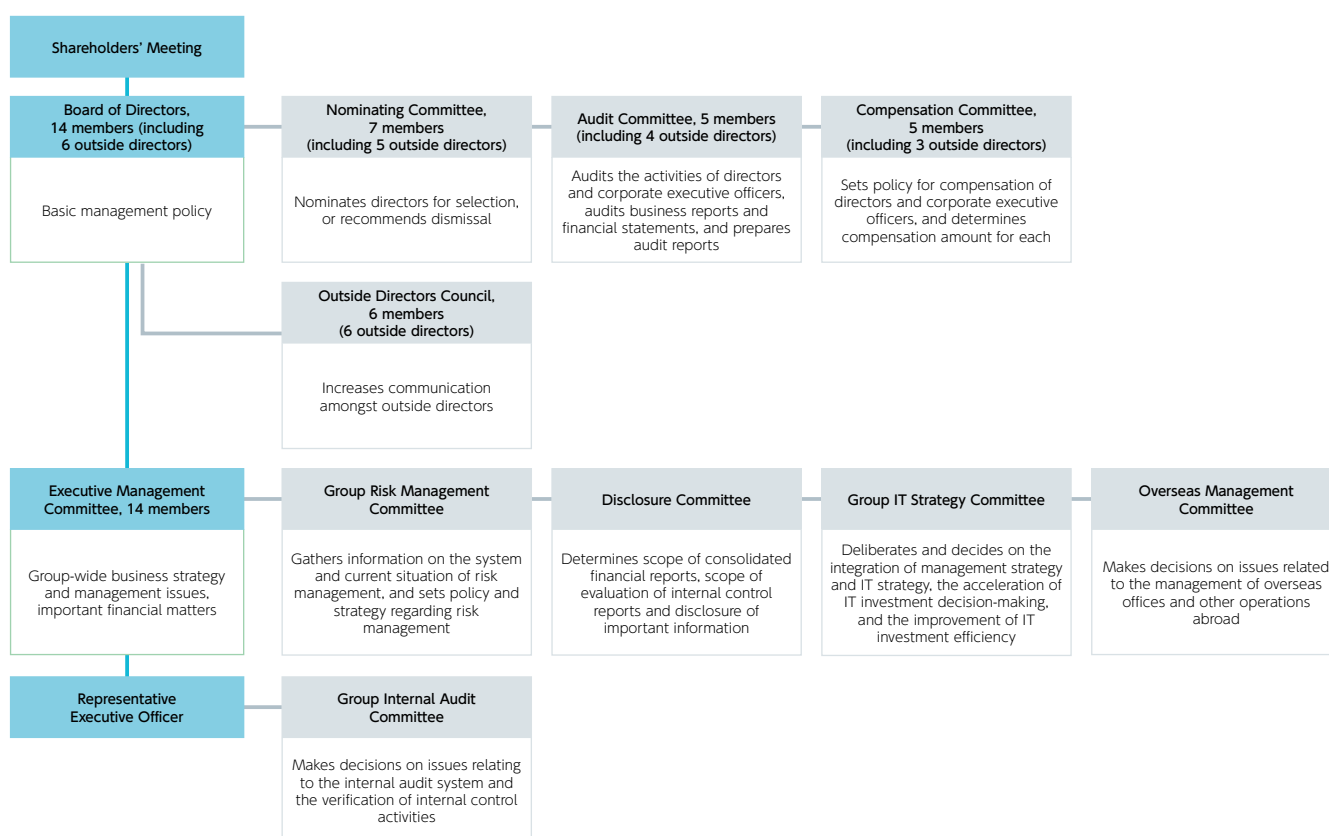 Shareholders' Meeting
Board of Directors,
14 members (including
6 outside directors)
Basic management policy
Nominating Committee,
7 members
(including 5 outside directors)
Nominates directors for selection,
or recommends dismissal
Audit Committee, 5 members
(including 4 outside directors)
Audits the activities of directors
and corporate executive officers,
audits business reports and
financial statements, and prepares
audit reports
Compensation Committee,
5 members
(including 3 outside directors)
Sets policy for compensation of
directors and corporate executive
officers, and determines
compensation amount for each
Outside Directors Council,
6 members
(6 outside directors)
Increases communication
amongst outside directors
Executive Management
Committee, 14 members
Group-wide business strategy
and management issues,
important financial matters
Group Risk Management
Committee
Gathers information on the system
and current situation of risk
management, and sets policy and
strategy regarding risk
management
Disclosure Committee
Determines scope of consolidated
financial reports, scope of
evaluation of internal control
reports and disclosure of
important information
Group IT Strategy Committee
Deliberates and decides on the
integration of management strategy
and IT strategy, the acceleration of
IT investment decision-making,
and the improvement of IT
investment efficiency
Overseas Management
Committee
Makes decisions on issues related
to the management of overseas
offices and other operations
abroad
Representative
Executive Officer
Group Internal Audit
Committee
Makes decisions on issues relating
to the internal audit system and
the verification of internal control
activities